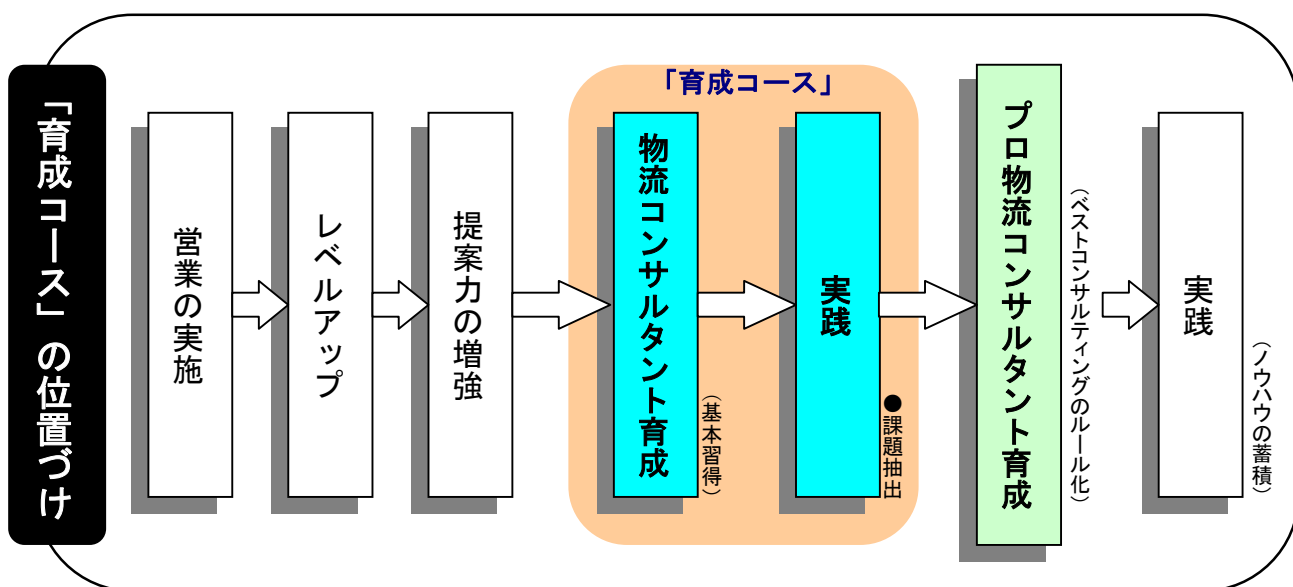 「育成コース」の位置づけ
営業の実施
レベルアップ
提案力の増強
「育成コース」
物流コンサルタント育成
（基本習得）
実践
●課題抽出
プロ物流コンサルタント育成
（ベストコンサルティングのルール化）
実践
（ノウハウの蓄積）